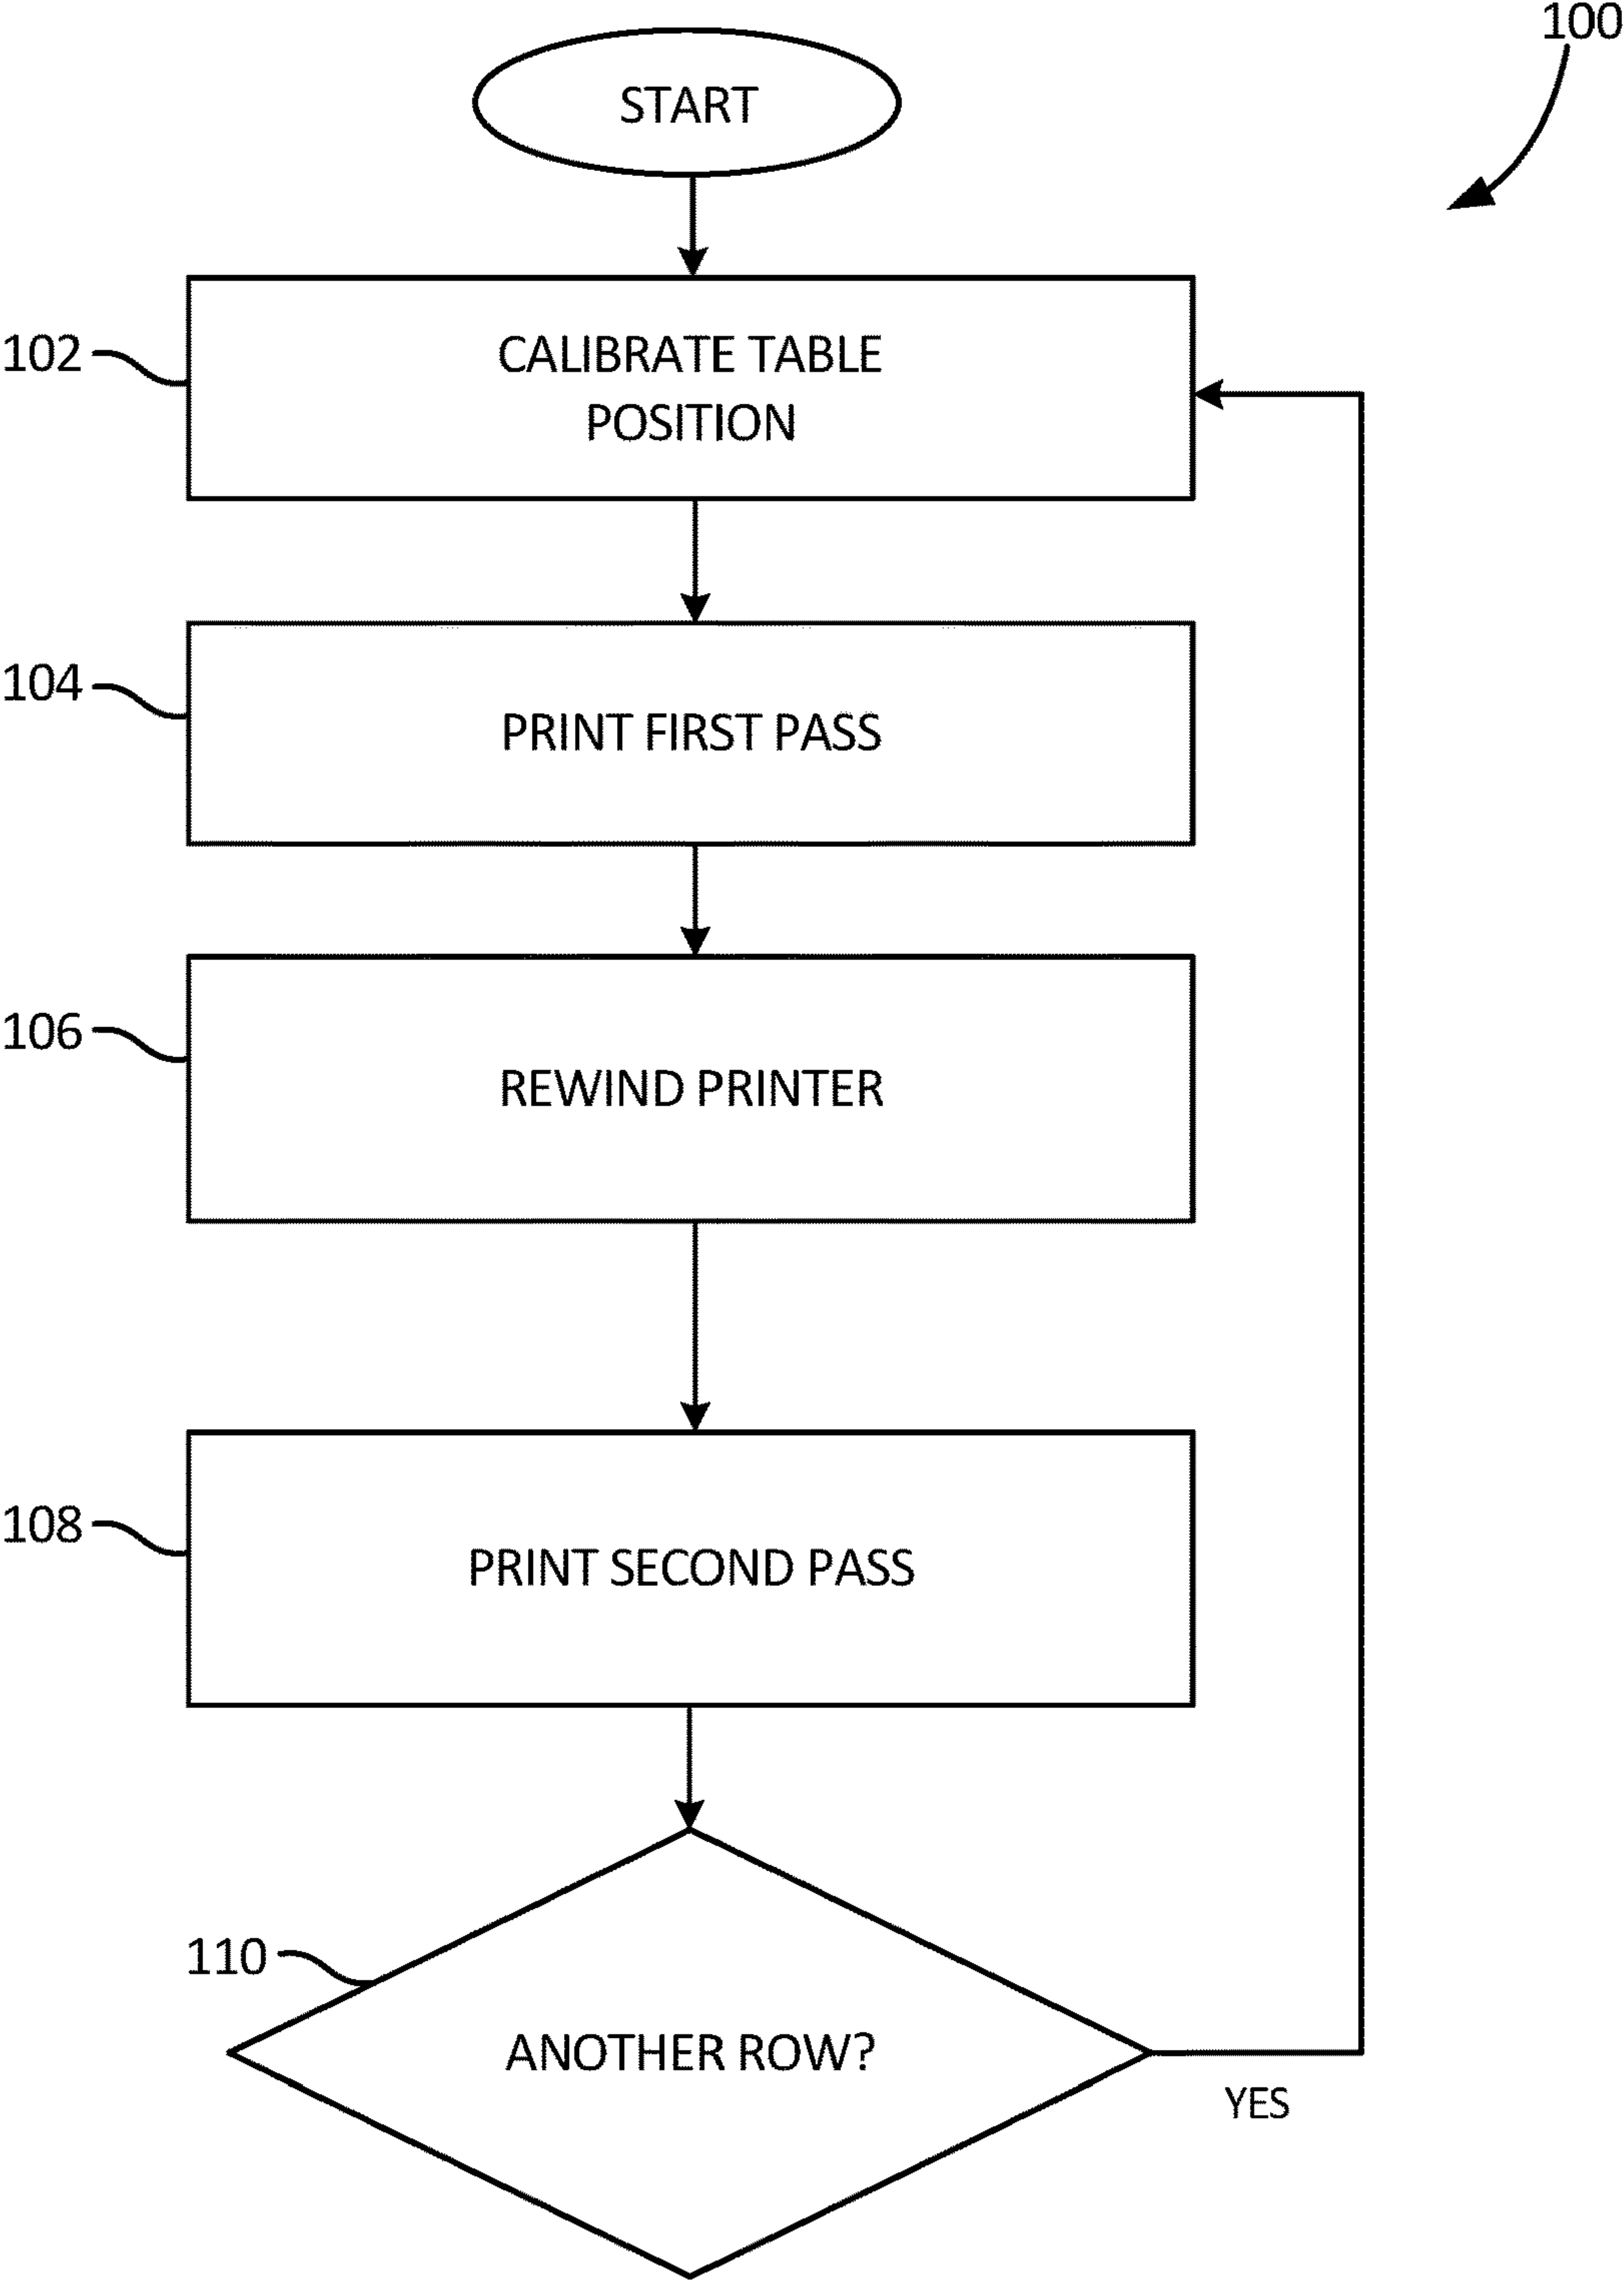 100
START
102
CALIBRATE TABLE
POSITION
104
PRINT FIRST PASS
106
REWIND PRINTER
108
PRINT SECOND PASS
110
ANOTHER ROW?
YES